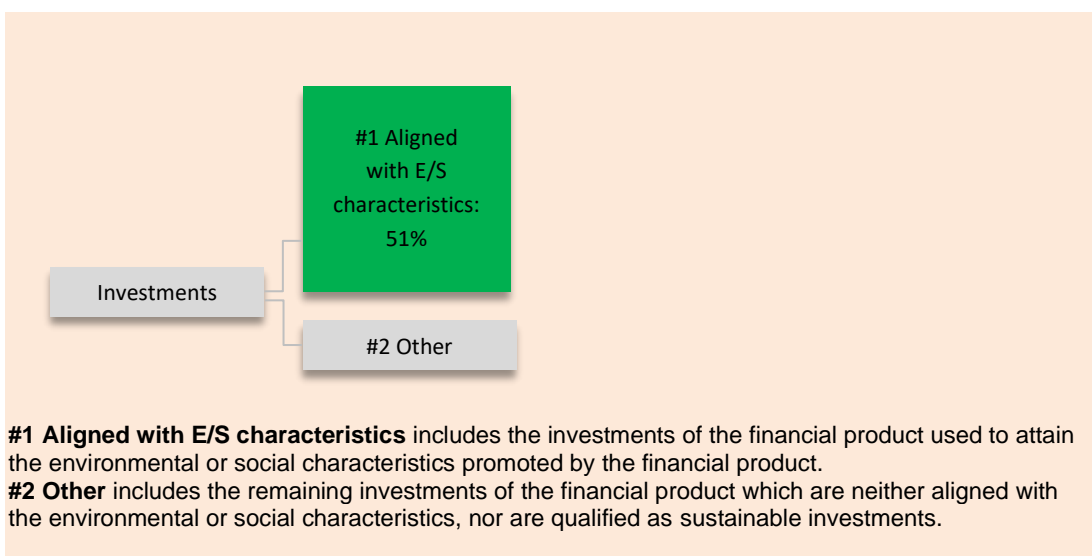 #1 Aligned
with E/S
characteristics:
51%
Investments
#2 Other
#1 Aligned with E/S characteristics includes the investments of the financial product used to attain
the environmental or social characteristics promoted by the financial product.
#2 Other includes the remaining investments of the financial product which are neither aligned with
the environmental or social characteristics, nor are qualified as sustainable investments.